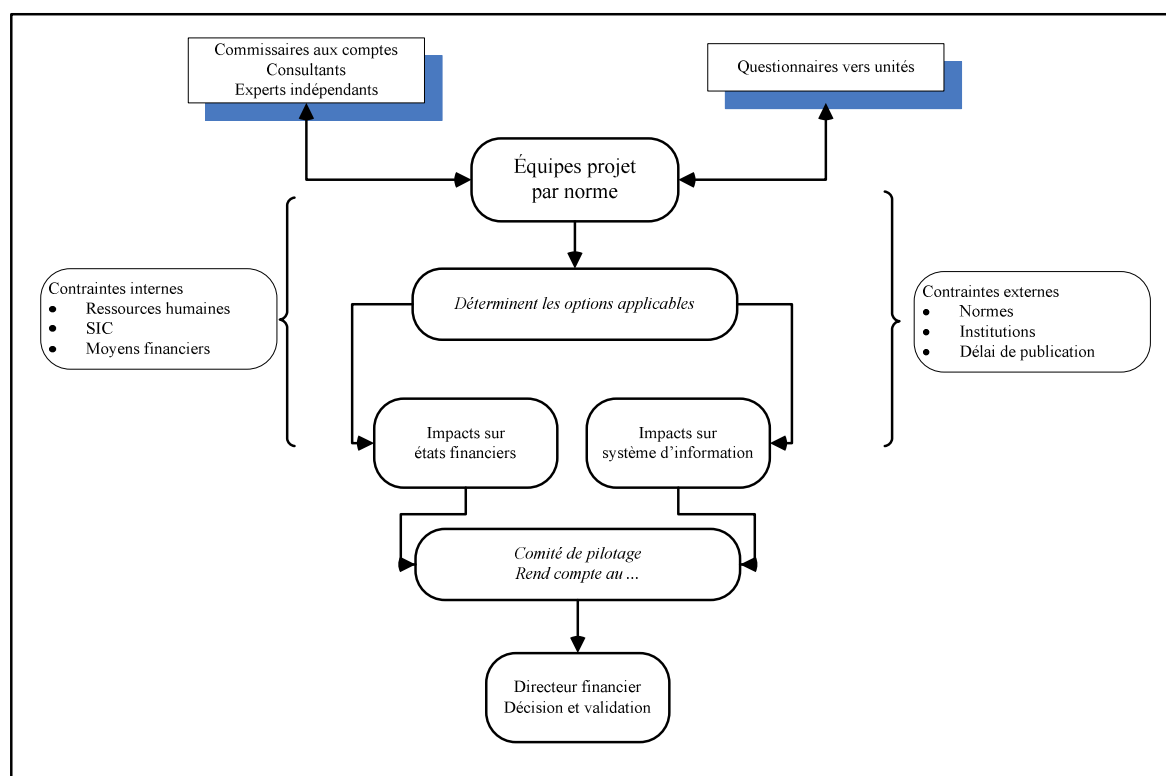 Commissaires aux comptes
Consultants
Experts indépendants
Questionnaires vers unités
Équipes projet
par norme
Contraintes internes
● Ressources humaines
● SIC
● Moyens financiers
Déterminent les options applicables
Contraintes externes
● Normes
● Institutions
● Délai de publication
Impacts sur
états financiers
Impacts sur
système d’information
Comité de pilotage
Rend compte au ...
Directeur financier
Décision et validation